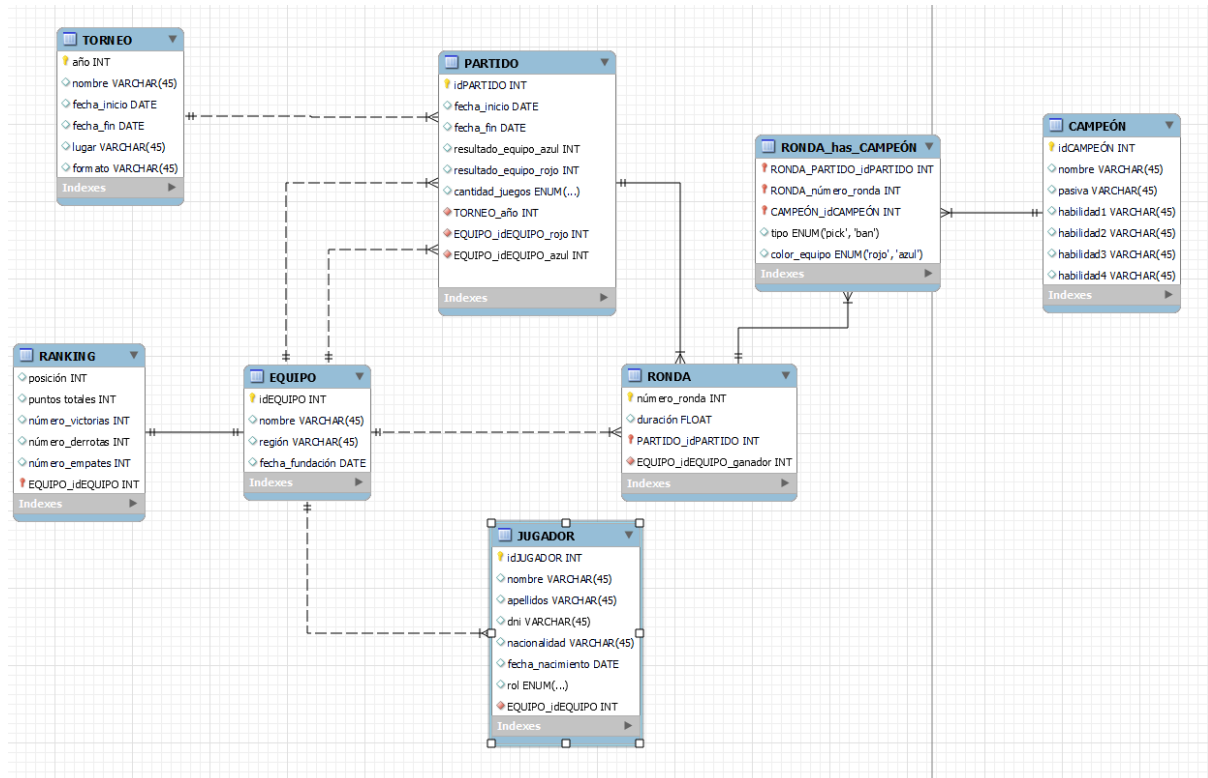 TORNEO
año INT
nombre VARCHAR(45)
fecha_inicio DATE
fecha_fin DATE
lugar VARCHAR(45)
formato VARCHAR(45)
Indexes
PARTIDO
idPARTIDO INT
fecha_inicio DATE
fecha_fin DATE
resultado_equipo_azul INT
resultado_equipo_rojo INT
cantidad_juegos ENUM(...)
TORNEO_año INT
EQUIPO_idEQUIPO_rojo INT
EQUIPO_idEQUIPO_azul INT
Indexes
RONDA_has_CAMPEÓN
RONDA_PARTIDO_idPARTIDO INT
RONDA_número_ronda INT
CAMPEÓN_idCAMPEÓN INT
tipo ENUM('pick', 'ban')
color_equipo ENUM('rojo', 'azul')
Indexes
CAMPEÓN
idCAMPEÓN INT
nombre VARCHAR(45)
pasiva VARCHAR(45)
habilidad1 VARCHAR(45)
habilidad2 VARCHAR(45)
habilidad3 VARCHAR(45)
habilidad4 VARCHAR(45)
Indexes
RANKING
posición INT
puntos totales INT
número_victorias INT
número_derrotas INT
número_empates INT
EQUIPO_idEQUIPO INT
Indexes
EQUIPO
idEQUIPO INT
nombre VARCHAR(45)
región VARCHAR(45)
fecha_fundación DATE
Indexes
RONDA
número_ronda INT
duración FLOAT
PARTIDO_idPARTIDO INT
EQUIPO_idEQUIPO_ganador INT
Indexes
JUGADOR
idJUGADOR INT
nombre VARCHAR(45)
apellidos VARCHAR(45)
dni VARCHAR(45)
nacionalidad VARCHAR(45)
fecha_nacimiento DATE
rol ENUM(...)
EQUIPO_idEQUIPO INT
Indexes